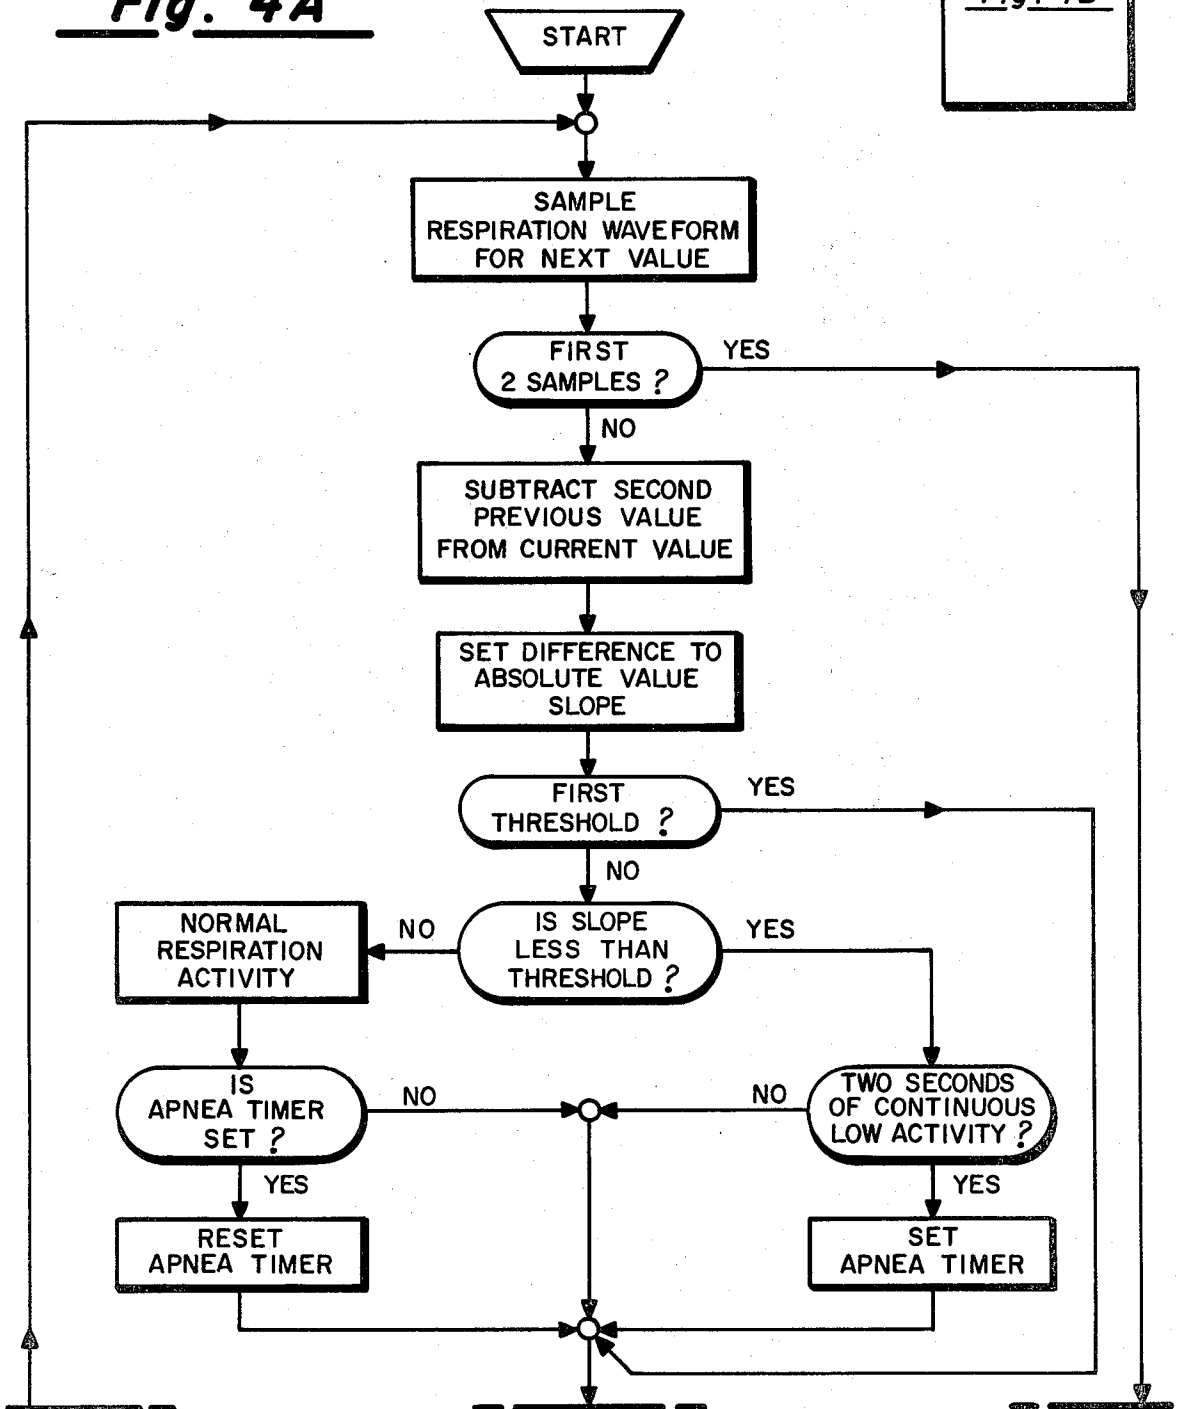 Fig. 4A
START
SAMPLE
RESPIRATION WAVEFORM
FOR NEXT VALUE
FIRST
2 SAMPLES ?
YES
NO
SUBTRACT SECOND
PREVIOUS VALUE
FROM CURRENT VALUE
SET DIFFERENCE TO
ABSOLUTE VALUE
SLOPE
FIRST
THRESHOLD ?
YES
NO
NORMAL
RESPIRATION
ACTIVITY
NO
IS SLOPE
LESS THAN
THRESHOLD ?
YES
IS
APNEA TIMER
SET ?
NO
NO
TWO SECONDS
OF CONTINUOUS
LOW ACTIVITY ?
YES
YES
RESET
APNEA TIMER
SET
APNEA TIMER